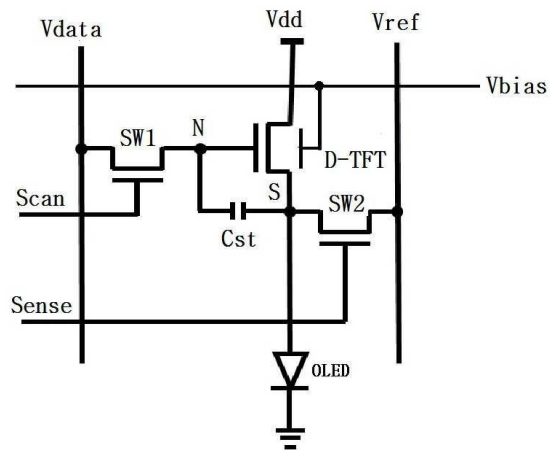 Vdata
Vdd
Vref
Vbias
SW1
N
D-TFT
Scan
S
SW2
Cst
Sense
OLED